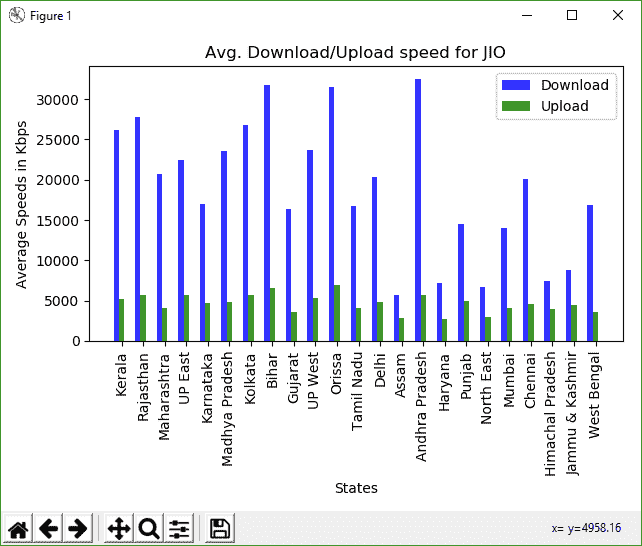 Figure 1
Avg. Download/Upload speed for JIO
Download
Upload
Average Speeds in Kbps
30000
25000
20000
15000
10000
5000
0
Kerala
Rajasthan
Maharashtra
UP East
Karnataka
Madhya Pradesh
Kolkata
Bihar
Gujarat
UP West
Orissa
Tamil Nadu
Delhi
Assam
Andhra Pradesh
Haryana
Punjab
North East
Mumbai
Chennai
Himachal Pradesh
Jammu & Kashmir
West Bengal
States
x= y=4958.16